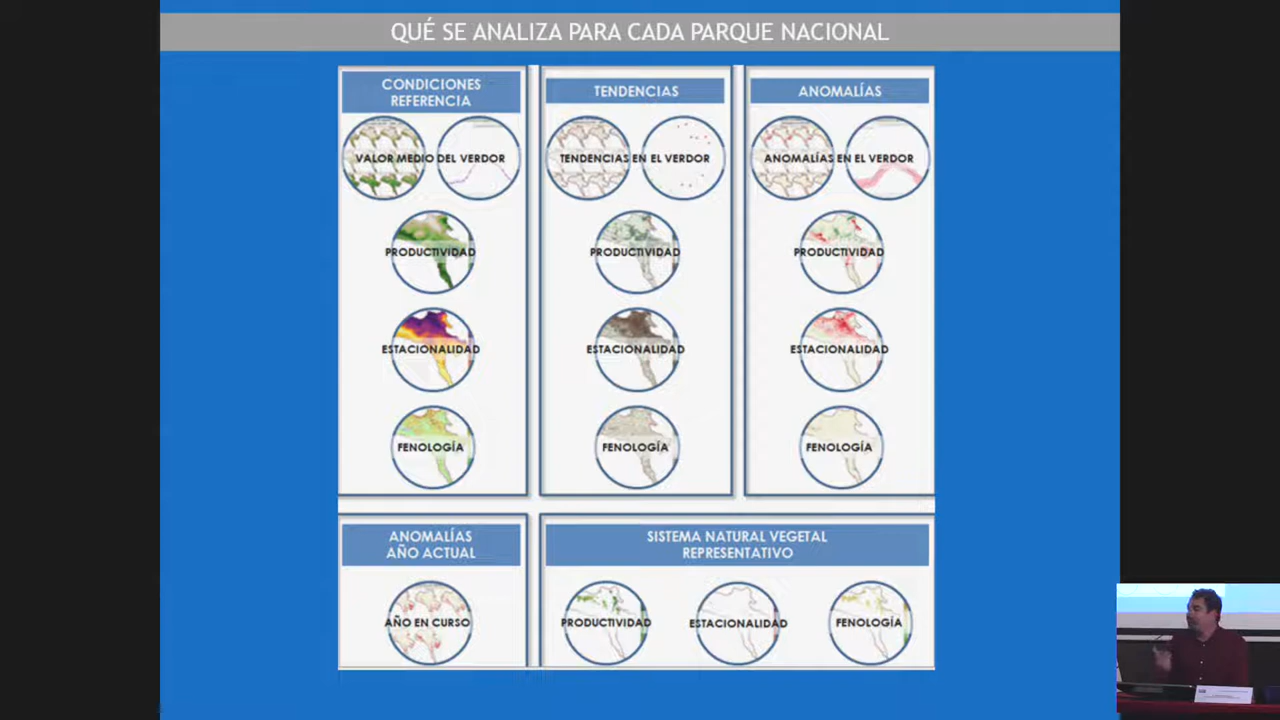 QUÉ SE ANALIZA PARA CADA PARQUE NACIONAL
CONDICIONES
REFERENCIA
VALOR MEDIO DEL VERDOR
PRODUCTIVIDAD
ESTACIONALIDAD
FENOLOGÍA
TENDENCIAS
TENDENCIAS EN EL VERDOR
PRODUCTIVIDAD
ESTACIONALIDAD
FENOLOGÍA
ANOMALÍAS
ANOMALÍAS EN EL VERDOR
PRODUCTIVIDAD
ESTACIONALIDAD
FENOLOGÍA
ANOMALÍAS
AÑO ACTUAL
AÑO EN CURSO
SISTEMA NATURAL VEGETAL
REPRESENTATIVO
PRODUCTIVIDAD
ESTACIONALIDAD
FENOLOGÍA